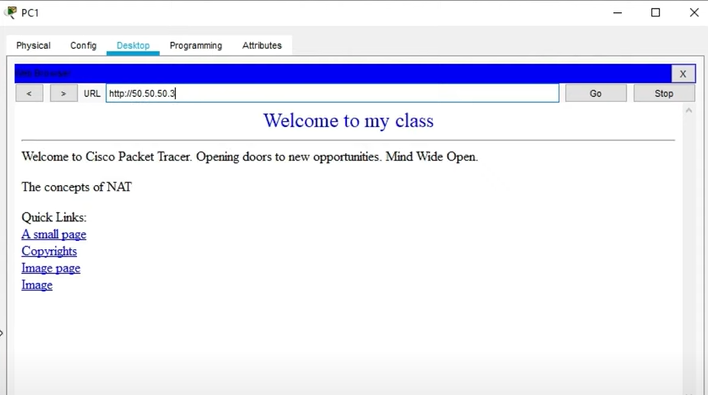 PC1
Physical Config Desktop Programming Attributes
Web Browser X
< > URL http://50.50.50.3 Go Stop
Welcome to my class
Welcome to Cisco Packet Tracer. Opening doors to new opportunities. Mind Wide Open.
The concepts of NAT
Quick Links:
A small page
Copyrights
Image page
Image